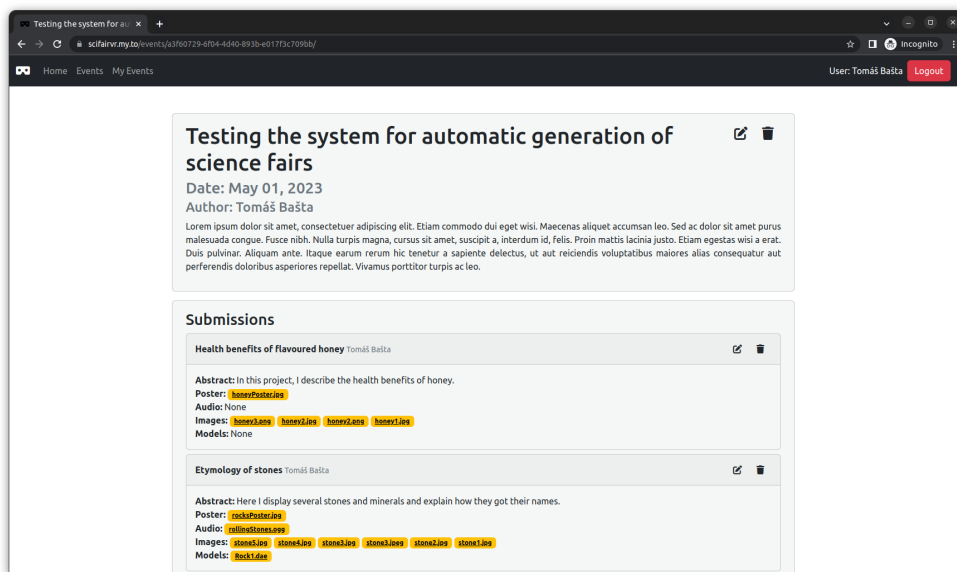 Testing the system for au
scifairvr.my.to/events/a3f60729-6f04-4d40-893b-e017f3c709bb/
Incognito
Home Events My Events
User: Tomáš Bašta Logout
Testing the system for automatic generation of
science fairs
Date: May 01, 2023
Author: Tomáš Bašta
Lorem ipsum dolor sit amet, consectetuer adipiscing elit. Etiam commodo dui eget wisi. Maecenas aliquet accumsan leo. Sed ac dolor sit amet purus
malesuada congue. Fusce nibh. Nulla turpis magna, cursus sit amet, suscipit a, interdum id, felis. Proin mattis lacinia justo. Etiam egestas wisi a erat.
Duis pulvinar. Aliquam ante. Itaque earum rerum hic tenetur a sapiente delectus, ut aut reiciendis voluptatibus maiores alias consequatur aut
perferendis doloribus asperiores repellat. Vivamus porttitor turpis ac leo.
Submissions
Health benefits of flavoured honey Tomáš Bašta
Abstract: In this project, I describe the health benefits of honey.
Poster: honeyPoster.jpg
Audio: None
Images: honey3.png honey2.jpg honey2.png honey1.jpg
Models: None
Etymology of stones Tomáš Bašta
Abstract: Here I display several stones and minerals and explain how they got their names.
Poster: rocksPoster.jpg
Audio: rollingStones.ogg
Images: stone5.jpg stone4.jpg stone3.jpg stone3.jpeg stone2.jpg stone1.jpg
Models: Rock1.dae